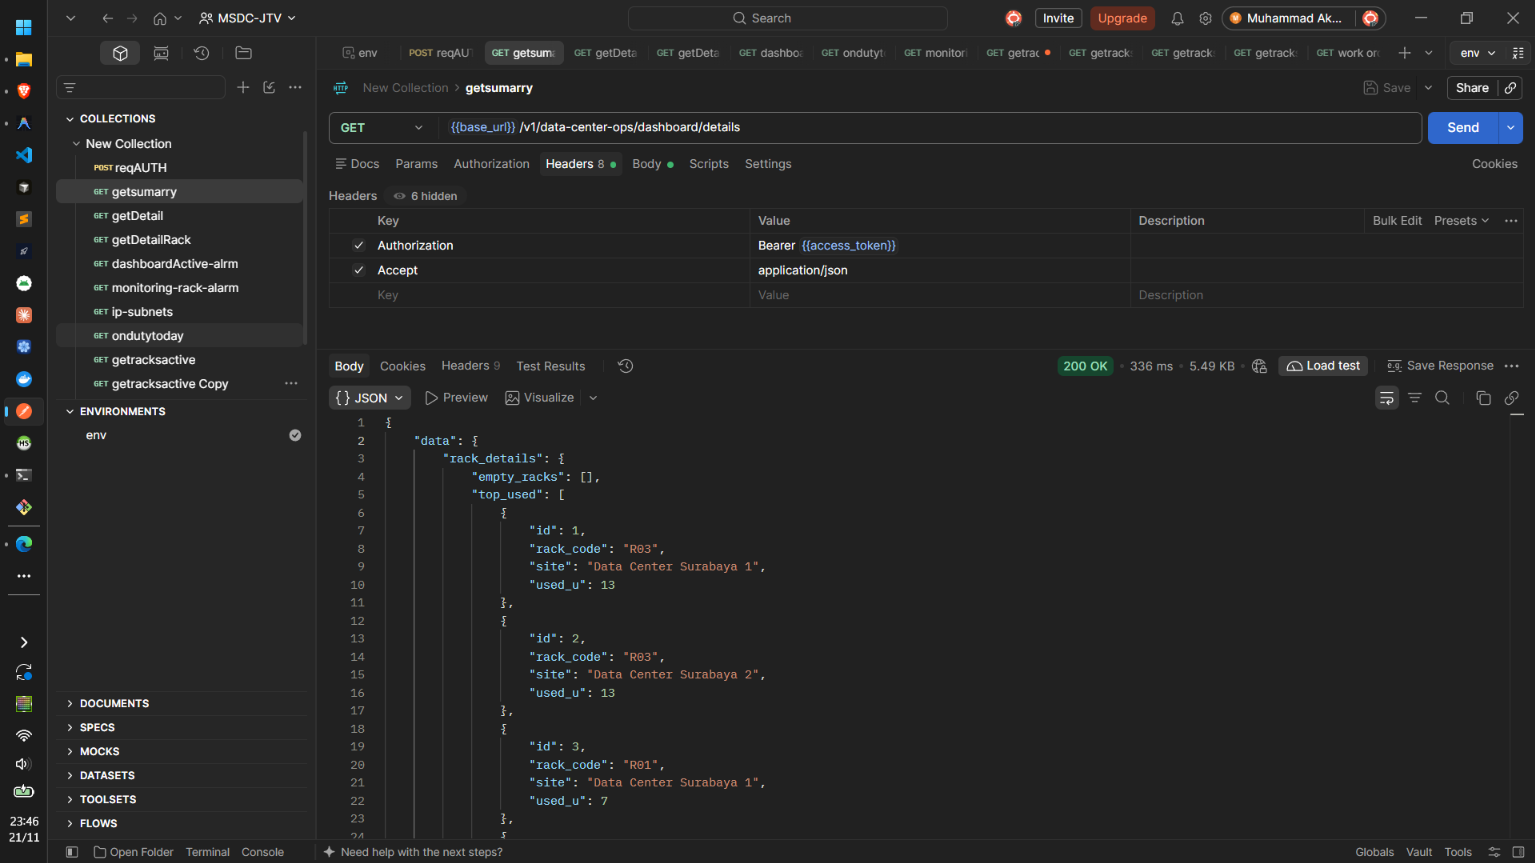 MSDC-JTV
Search
Invite
Upgrade
Muhammad Ak...
env
POST reqAU
GET getsuma
GET getDeta
GET getDeta
GET dashboa
GET onduty
GET monitori
GET getrac
GET getrack
GET getrack
GET getrack
GET work or
env
New Collection > getsumarry
Save
Share
COLLECTIONS
New Collection
POST reqAUTH
GET getsumarry
GET getDetail
GET getDetailRack
GET dashboardActive-alrm
GET monitoring-rack-alarm
GET ip-subnets
GET ondutytoday
GET getracksactive
GET getracksactive Copy
ENVIRONMENTS
env
DOCUMENTS
SPECS
MOCKS
DATASETS
TOOLSETS
FLOWS
HTTP
GET
{{base_url}} /v1/data-center-ops/dashboard/details
Send
Docs
Params
Authorization
Headers 8
Body
Scripts
Settings
Cookies
Headers
6 hidden
Key
Value
Description
Bulk Edit
Presets
Authorization
Bearer {{access_token}}
Accept
application/json
Key
Value
Description
Body
Cookies
Headers 9
Test Results
200 OK
336 ms
5.49 KB
Load test
e.g. Save Response
{} JSON
Preview
Visualize
1 {
2 "data": {
3 "rack_details": {
4 "empty_racks": [],
5 "top_used": [
6 {
7 "id": 1,
8 "rack_code": "R03",
9 "site": "Data Center Surabaya 1",
10 "used_u": 13
11 },
12 {
13 "id": 2,
14 "rack_code": "R03",
15 "site": "Data Center Surabaya 2",
16 "used_u": 13
17 },
18 {
19 "id": 3,
20 "rack_code": "R01",
21 "site": "Data Center Surabaya 1",
22 "used_u": 7
23 },
24 {
23:46
21/11
Open Folder
Terminal
Console
Need help with the next steps?
Globals
Vault
Tools
HS